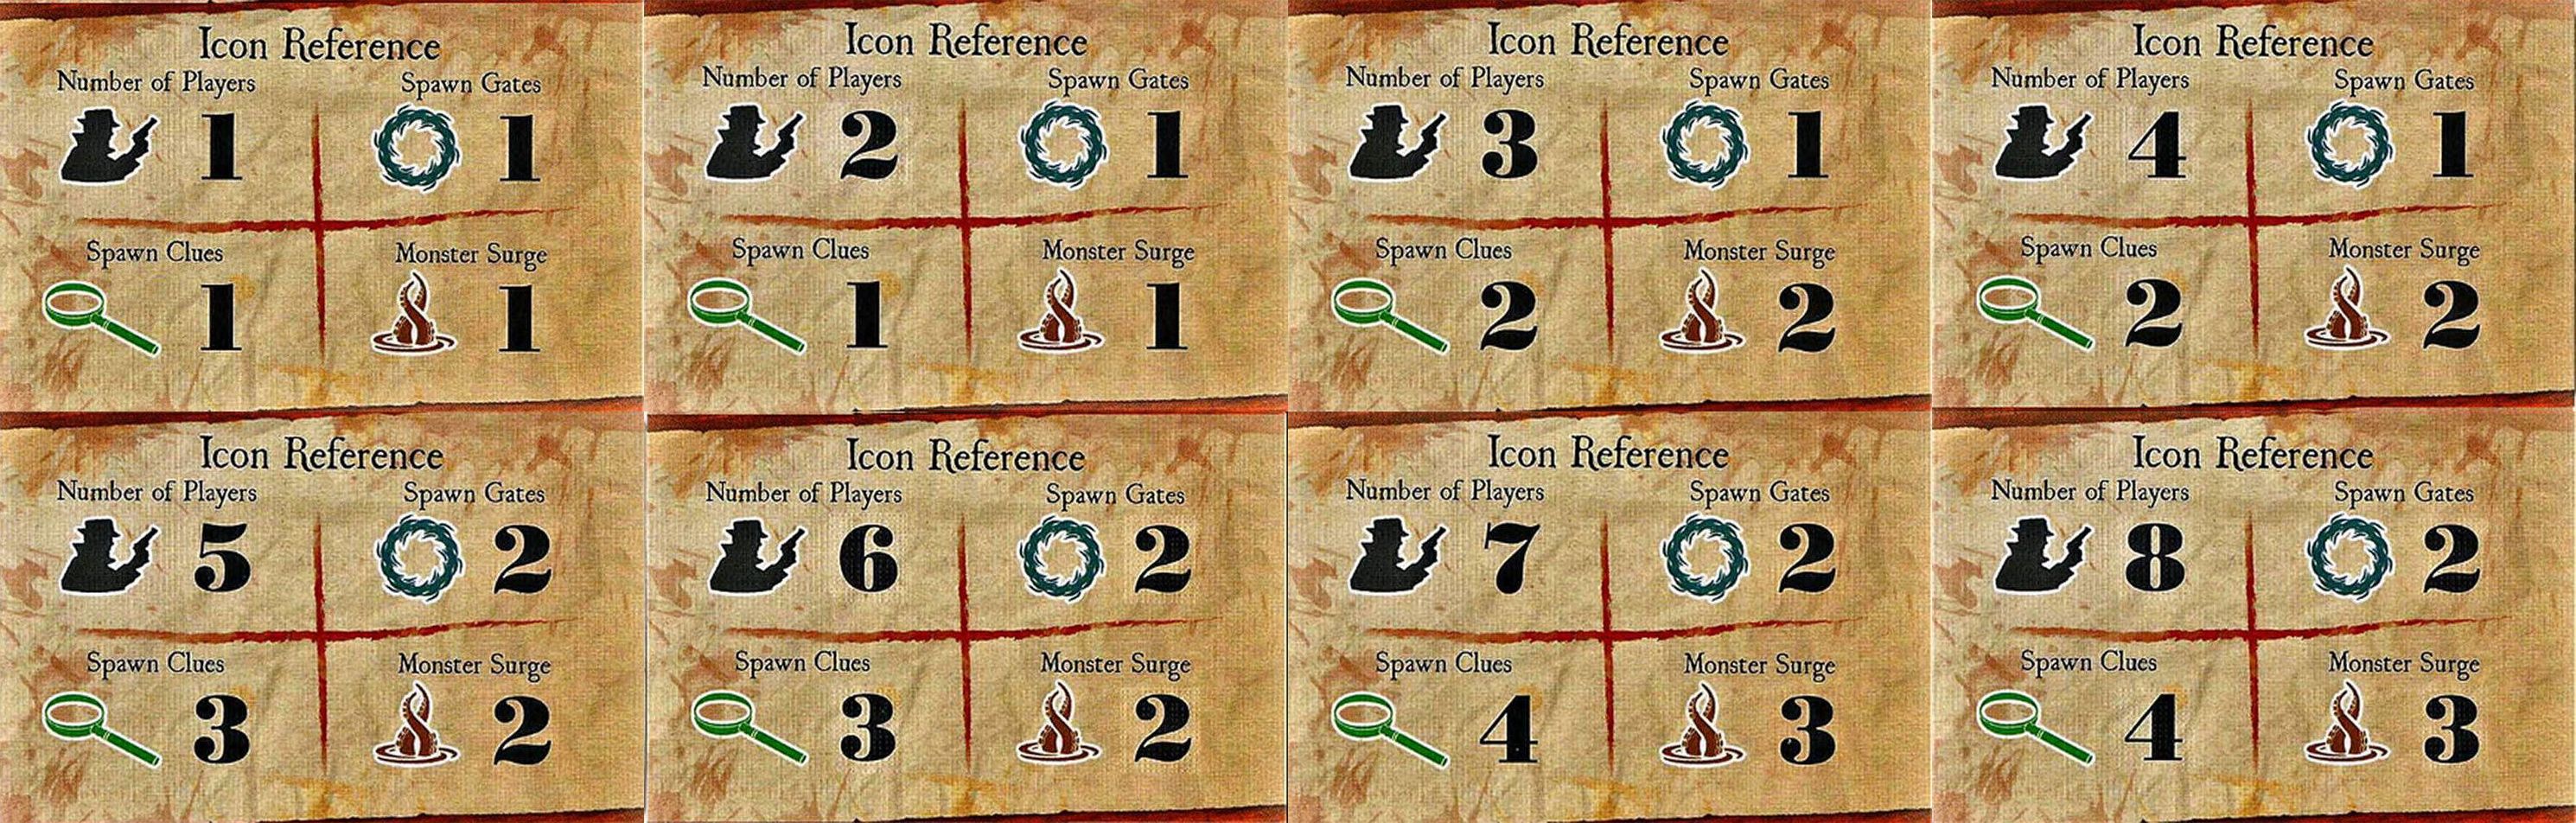 Icon Reference
Number of Players Spawn Gates
1 1
Spawn Clues Monster Surge
1 1
Icon Reference
Number of Players Spawn Gates
2 1
Spawn Clues Monster Surge
1 1
Icon Reference
Number of Players Spawn Gates
3 1
Spawn Clues Monster Surge
2 2
Icon Reference
Number of Players Spawn Gates
4 1
Spawn Clues Monster Surge
2 2
Icon Reference
Number of Players Spawn Gates
5 2
Spawn Clues Monster Surge
3 2
Icon Reference
Number of Players Spawn Gates
6 2
Spawn Clues Monster Surge
3 2
Icon Reference
Number of Players Spawn Gates
7 2
Spawn Clues Monster Surge
4 3
Icon Reference
Number of Players Spawn Gates
8 2
Spawn Clues Monster Surge
4 3